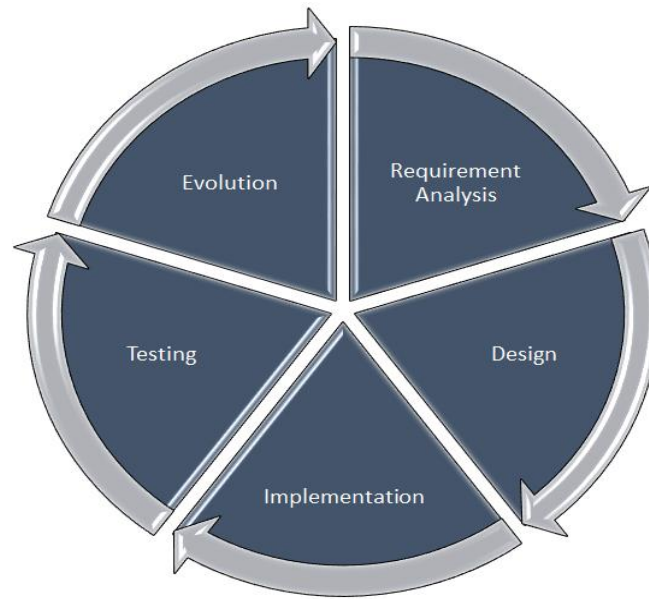 Requirement
Analysis
Design
Implementation
Testing
Evolution